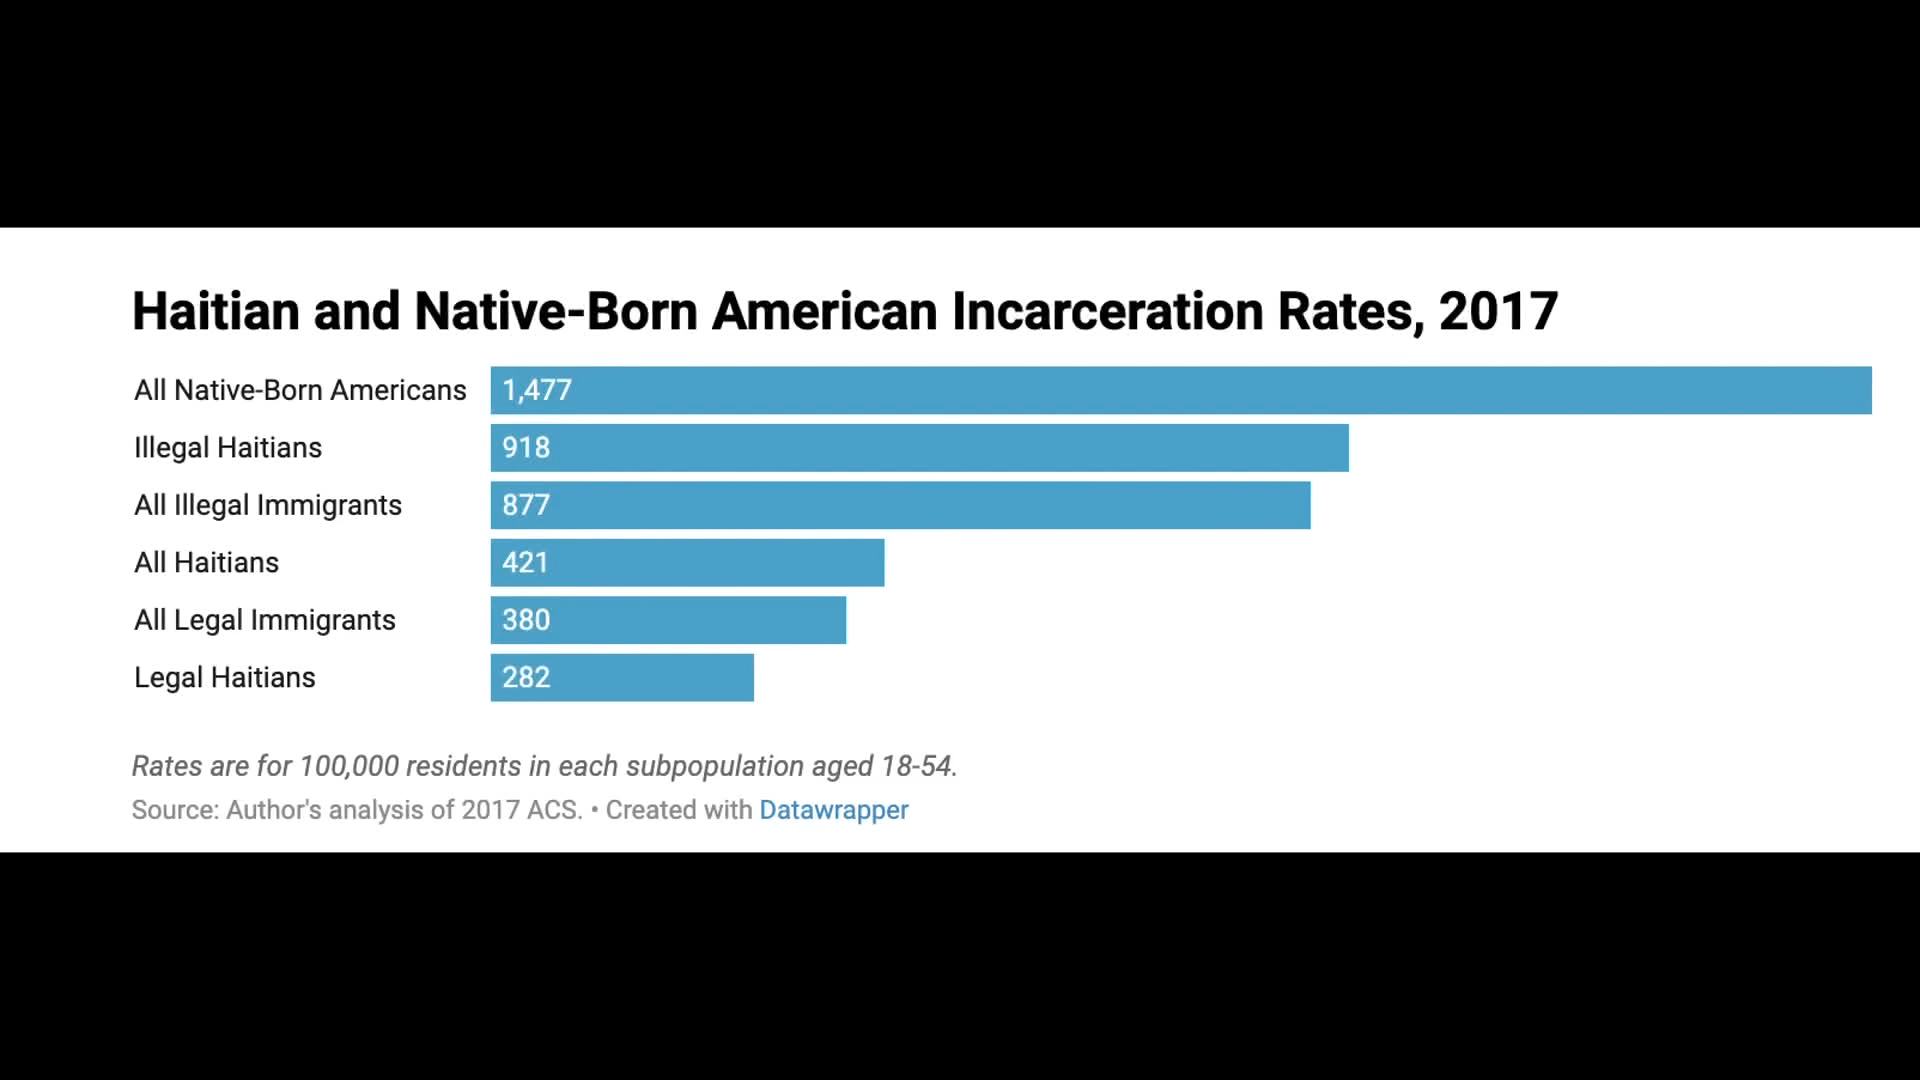 Haitian and Native-Born American Incarceration Rates, 2017
All Native-Born Americans 1,477
Illegal Haitians 918
All Illegal Immigrants 877
All Haitians 421
All Legal Immigrants 380
Legal Haitians 282
Rates are for 100,000 residents in each subpopulation aged 18-54.
Source: Author's analysis of 2017 ACS. • Created with Datawrapper